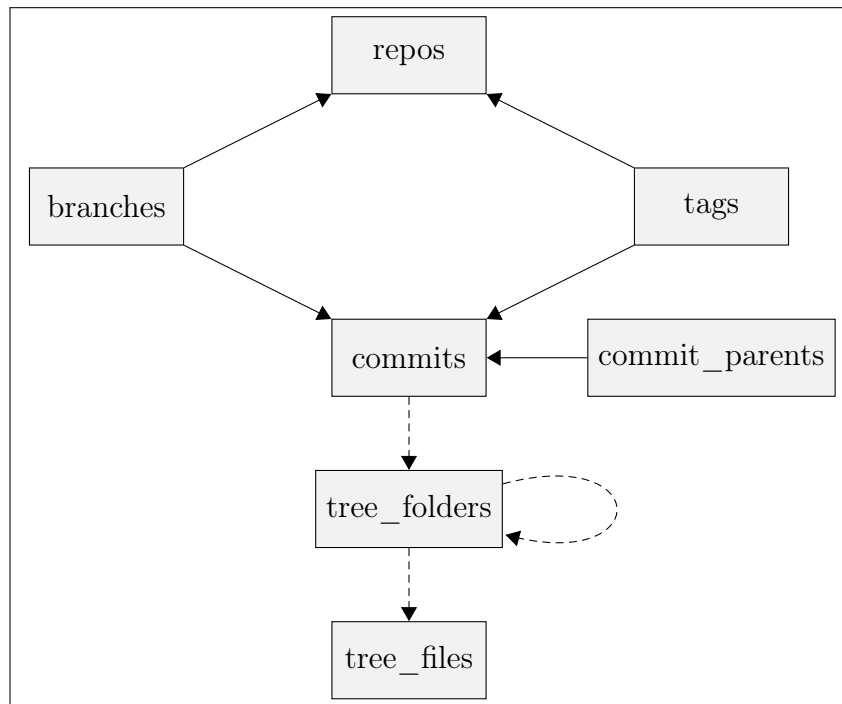 repos
branches
tags
commits
commit_parents
tree_folders
tree_files